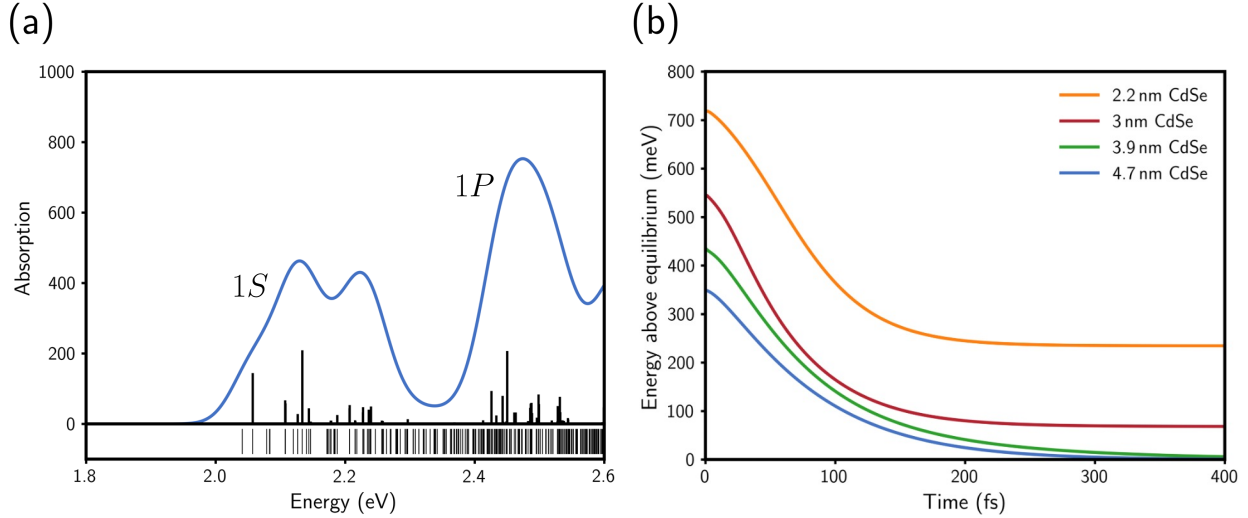 (a)
(b)
1000
800
600
400
200
0
Absorption
1S
1P
1.8
2.0
2.2
2.4
2.6
Energy (eV)
800
700
600
500
400
300
200
100
0
Energy above equilibrium (meV)
2.2 nm CdSe
3 nm CdSe
3.9 nm CdSe
4.7 nm CdSe
0
100
200
300
400
Time (fs)